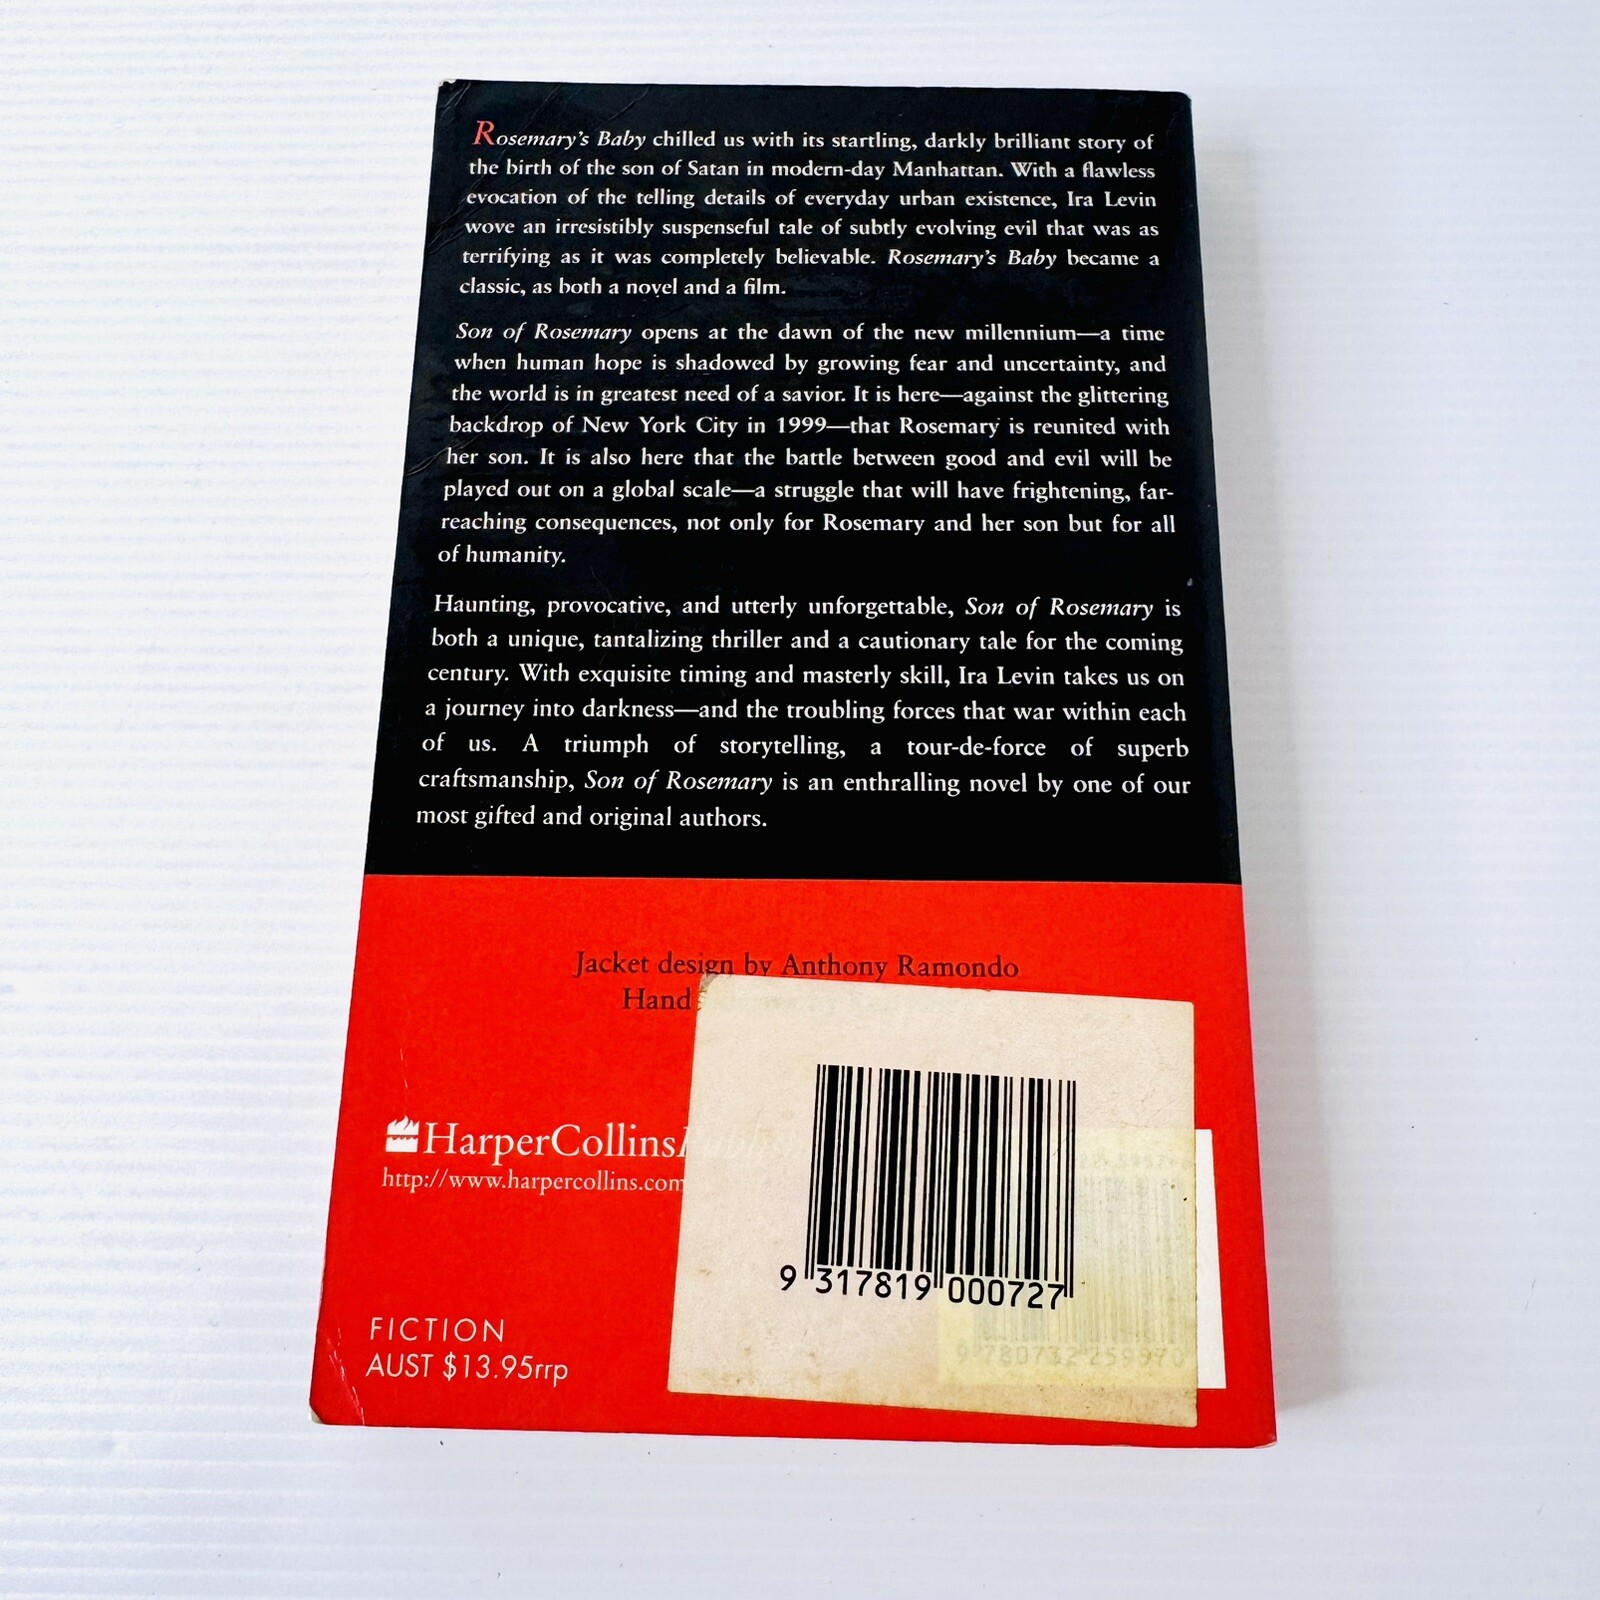 Rosemary's Baby chilled us with its startling, darkly brilliant story of
the birth of the son of Satan in modern-day Manhattan. With a flawless
evocation of the telling details of everyday urban existence, Ira Levin
wove an irresistibly suspenseful tale of subtly evolving evil that was as
terrifying as it was completely believable. Rosemary's Baby became a
classic, as both a novel and a film.
Son of Rosemary opens at the dawn of the new millennium—a time
when human hope is shadowed by growing fear and uncertainty, and
the world is in greatest need of a savior. It is here—against the glittering
backdrop of New York City in 1999—that Rosemary is reunited with
her son. It is also here that the battle between good and evil will be
played out on a global scale—a struggle that will have frightening, far-
reaching consequences, not only for Rosemary and her son but for all
of humanity.
Haunting, provocative, and utterly unforgettable, Son of Rosemary is
both a unique, tantalizing thriller and a cautionary tale for the coming
century. With exquisite timing and masterly skill, Ira Levin takes us on
a journey into darkness—and the troubling forces that war within each
of us. A triumph of storytelling, a tour-de-force of superb
craftsmanship, Son of Rosemary is an enthralling novel by one of our
most gifted and original authors.
Jacket design by Anthony Ramondo
Hand
HarperCollins
http://www.harpercollins.com
FICTION
AUST $13.95rrp
9 317819 000727